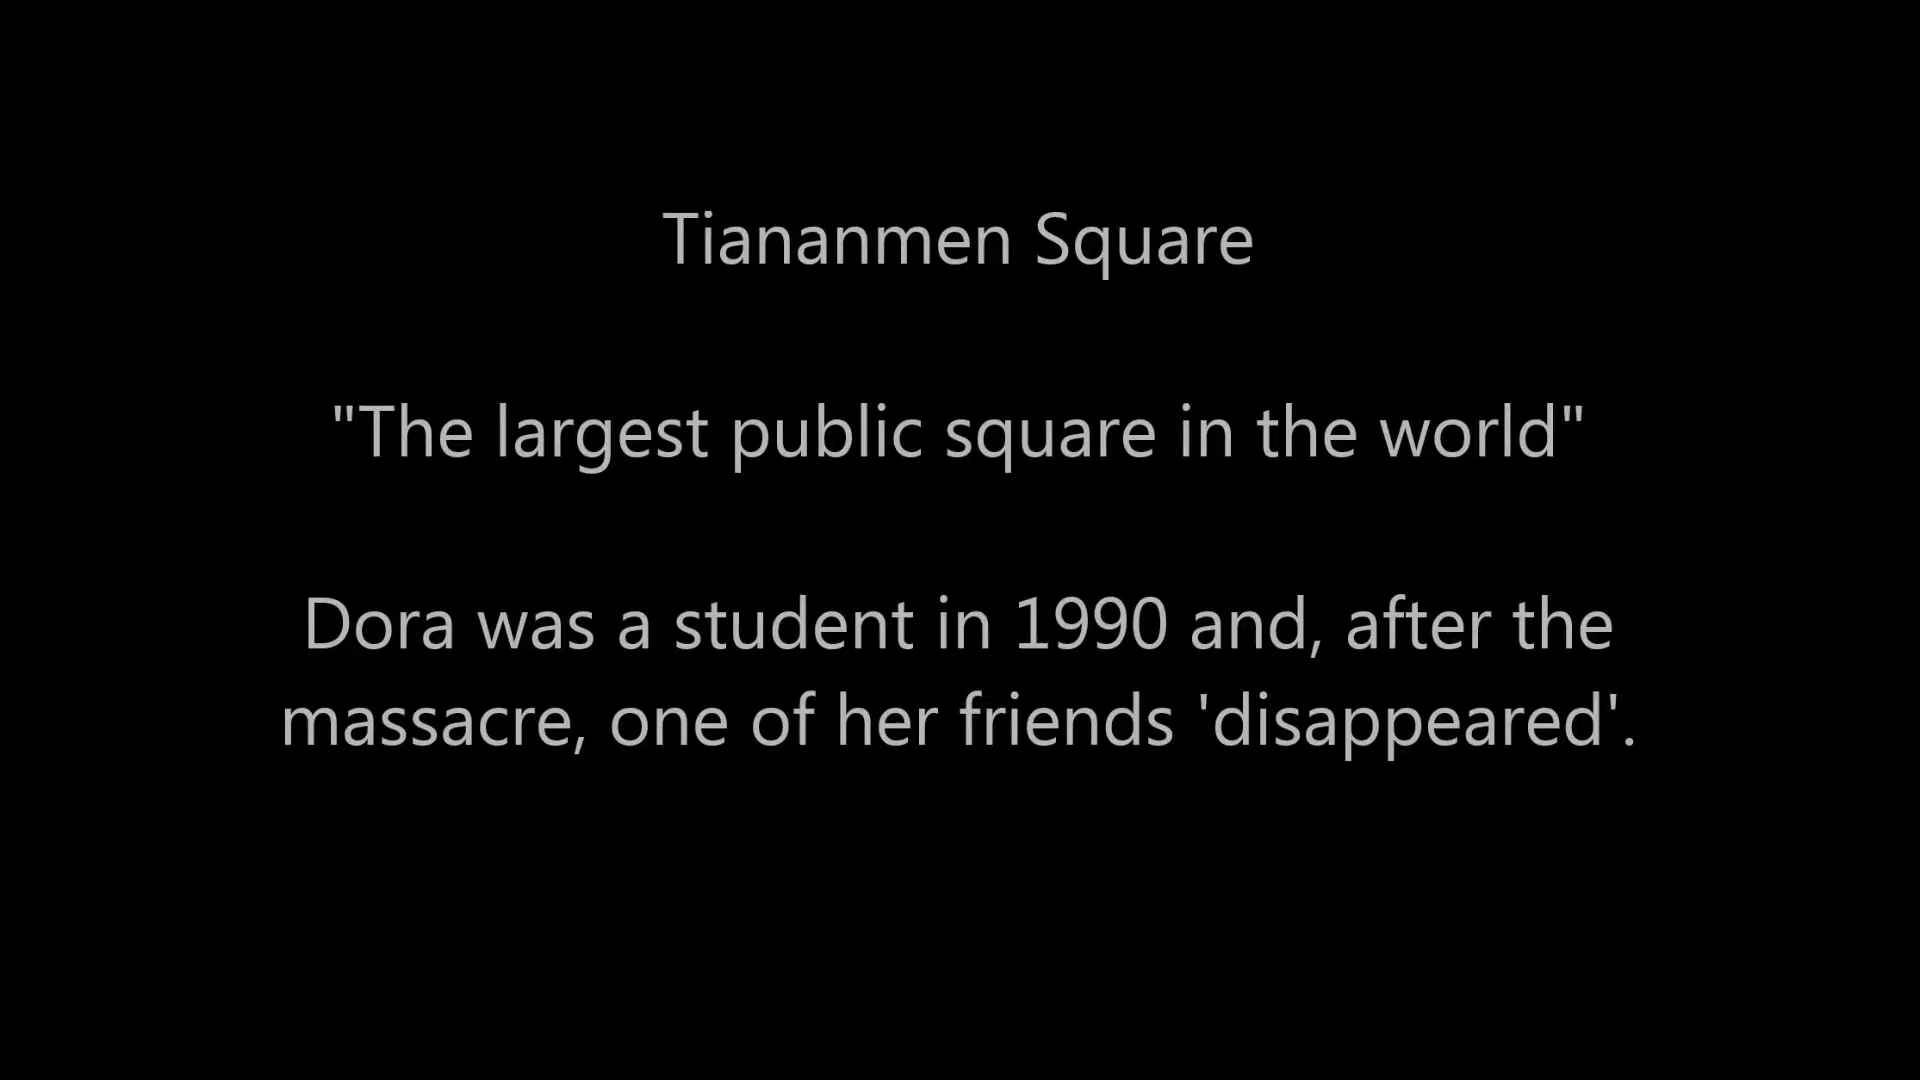 Tiananmen Square
"The largest public square in the world"
Dora was a student in 1990 and, after the
massacre, one of her friends 'disappeared'.